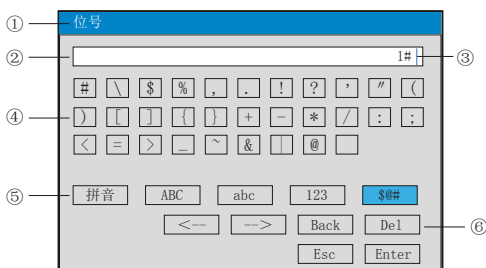 ① 位号
② 1# ③
# \ $ % , . ! ? ’ ″ (
④ ) [ ] { } + - * / : ;
< = > _ ~ & | @
⑤ 拼音 ABC abc 123 $@#
<-- --> Back Del ⑥
Esc Enter